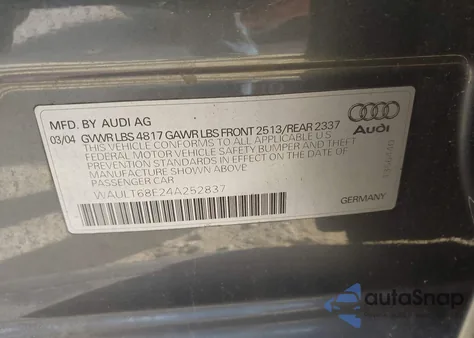 MFD. BY AUDI AG
03/04 GVWR LBS 4817 GAWR LBS FRONT 2513/REAR 2337
THIS VEHICLE CONFORMS TO ALL APPLICABLE U.S
FEDERAL MOTOR VEHICLE SAFETY BUMPER AND THEFT
PREVENTION STANDARDS IN EFFECT ON THE DATE OF
MANUFACTURE SHOWN ABOVE
PASSENGER CAR
WAULT68E24A252837
Audi
GERMANY
autoSnap